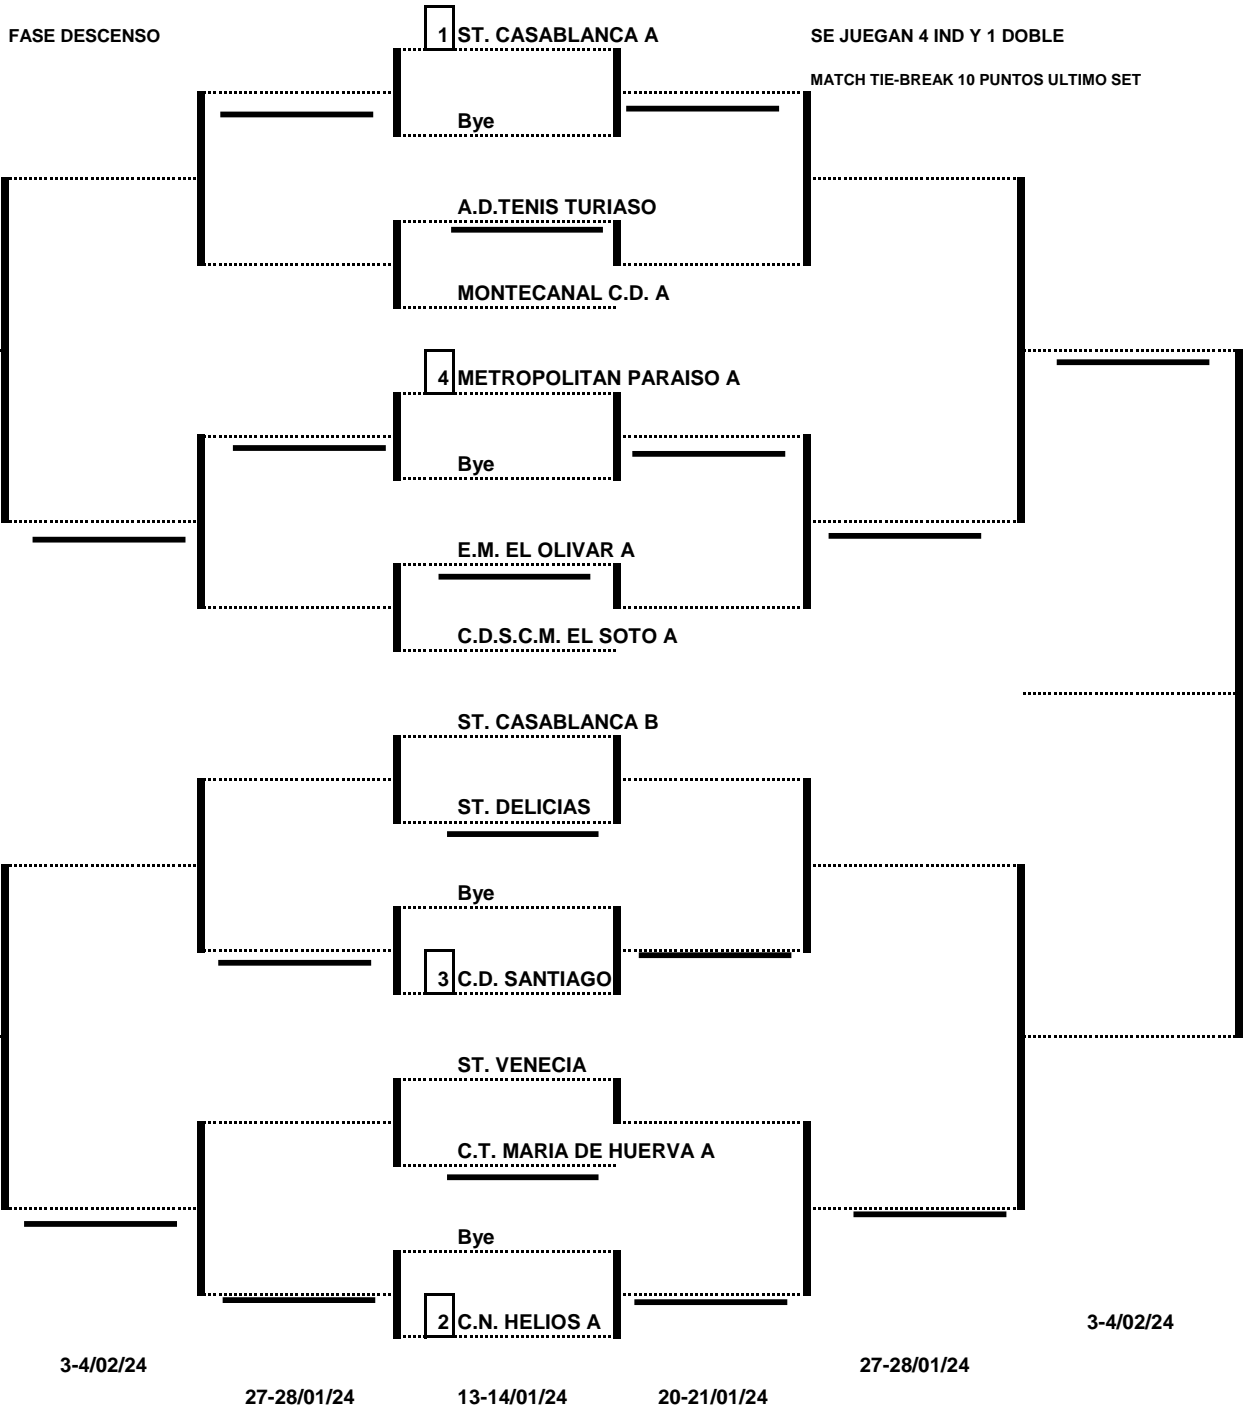 FASE DESCENSO
1 ST. CASABLANCA A
SE JUEGAN 4 IND Y 1 DOBLE
MATCH TIE-BREAK 10 PUNTOS ULTIMO SET
Bye
A.D.TENIS TURIASO
MONTECANAL C.D. A
4 METROPOLITAN PARAISO A
Bye
E.M. EL OLIVAR A
C.D.S.C.M. EL SOTO A
ST. CASABLANCA B
ST. DELICIAS
Bye
3 C.D. SANTIAGO
ST. VENECIA
C.T. MARIA DE HUERVA A
Bye
2 C.N. HELIOS A
3-4/02/24
3-4/02/24
27-28/01/24
27-28/01/24
13-14/01/24
20-21/01/24